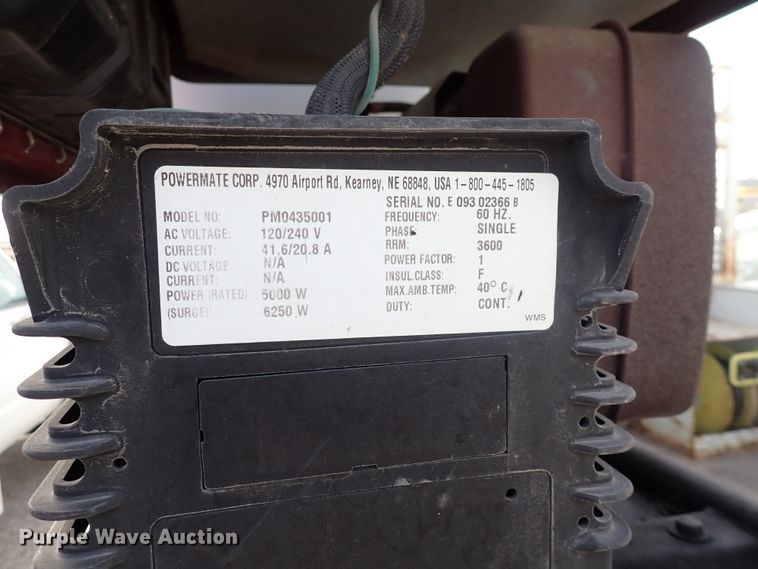 POWERMATE CORP. 4970 Airport Rd, Kearney, NE 68848, USA 1-800-445-1805
SERIAL NO. E 093 02366 B
MODEL NO: PM0435001 FREQUENCY: 60 HZ.
AC VOLTAGE: 120/240 V PHASE: SINGLE
CURRENT: 41.6/20.8 A RRM: 3600
DC VOLTAGE: N/A POWER FACTOR: 1
CURRENT: N/A INSUL.CLASS: F
POWER (RATED) 5000 W MAX.AMB.TEMP: 40° C
(SURGE): 6250 W DUTY: CONT.
WMS
Purple Wave Auction